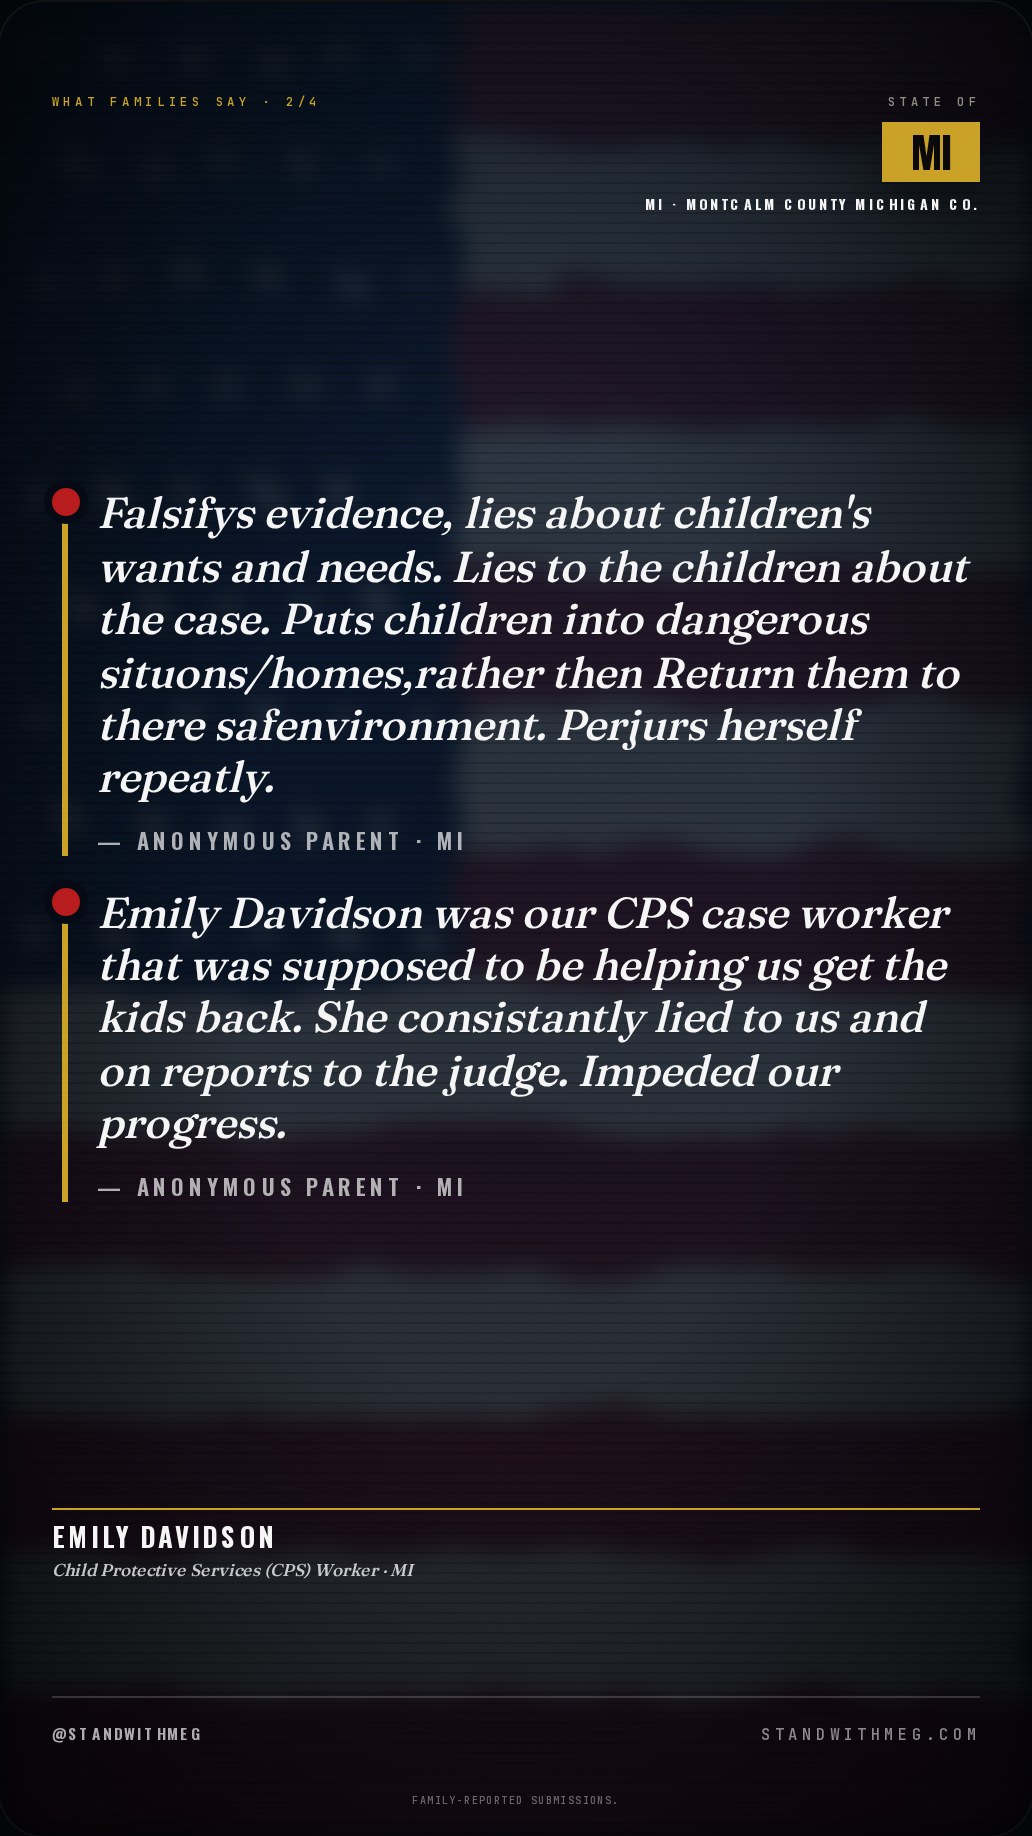 WHAT FAMILIES SAY · 2/4
STATE OF
MI
MI · MONTCALM COUNTY MICHIGAN CO.
Falsifys evidence, lies about children's
wants and needs. Lies to the children about
the case. Puts children into dangerous
situons/homes,rather then Return them to
there safenvironment. Perjurs herself
repeatly.
— ANONYMOUS PARENT · MI
Emily Davidson was our CPS case worker
that was supposed to be helping us get the
kids back. She consistantly lied to us and
on reports to the judge. Impeded our
progress.
— ANONYMOUS PARENT · MI
EMILY DAVIDSON
Child Protective Services (CPS) Worker · MI
@STANDWITHMEG
STANDWITHMEG.COM
FAMILY-REPORTED SUBMISSIONS.